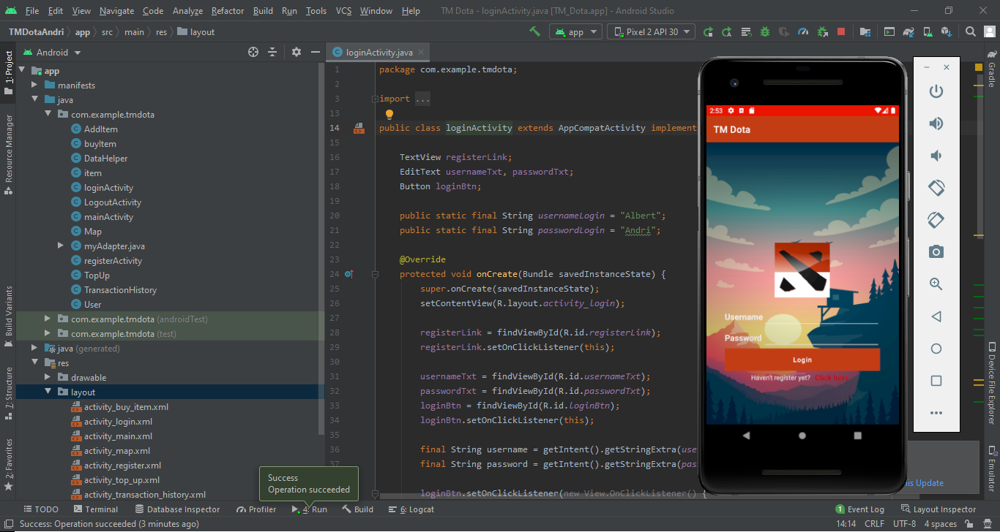 File Edit View Navigate Code Analyze Refactor Build Run Tools VCS Window Help TM Dota - loginActivity.java [TM_Dota.app] - Android Studio
TMDotaAndri app src main res layout app Pixel 2 API 30
1: Project
Resource Manager
Build Variants
7: Structure
2: Favorites
Android
app
manifests
java
com.example.tmdota
AddItem
buyItem
DataHelper
item
loginActivity
LogoutActivity
mainActivity
Map
myAdapter.java
registerActivity
TopUp
TransactionHistory
User
com.example.tmdota (androidTest)
com.example.tmdota (test)
java (generated)
res
drawable
layout
activity_buy_item.xml
activity_login.xml
activity_main.xml
activity_map.xml
activity_register.xml
activity_top_up.xml
activity_transaction_history.xml
loginActivity.java
1 package com.example.tmdota;
2
3 import ...
13
14 public class loginActivity extends AppCompatActivity implement
15
16 TextView registerLink;
17 EditText usernameTxt, passwordTxt;
18 Button loginBtn;
19
20 public static final String usernameLogin = "Albert";
21 public static final String passwordLogin = "Andri";
22
23 @Override
24 protected void onCreate(Bundle savedInstanceState) {
25 super.onCreate(savedInstanceState);
26 setContentView(R.layout.activity_login);
27
28 registerLink = findViewById(R.id.registerLink);
29 registerLink.setOnClickListener(this);
30
31 usernameTxt = findViewById(R.id.usernameTxt);
32 passwordTxt = findViewById(R.id.passwordTxt);
33 loginBtn = findViewById(R.id.loginBtn);
34 loginBtn.setOnClickListener(this);
35
36 final String username = getIntent().getStringExtra(use
37 final String password = getIntent().getStringExtra(pas
loginBtn.setOnClickListener(new View.OnClickListener() {
2:53
TM Dota
Username
Password
Login
Haven't register yet? Click here
Gradle
Device File Explorer
Emulator
his Update
Success
Operation succeeded
TODO Terminal Database Inspector Profiler 4: Run Build 6: Logcat 1 Event Log Layout Inspector
Success: Operation succeeded (3 minutes ago) 14:14 CRLF UTF-8 4 spaces